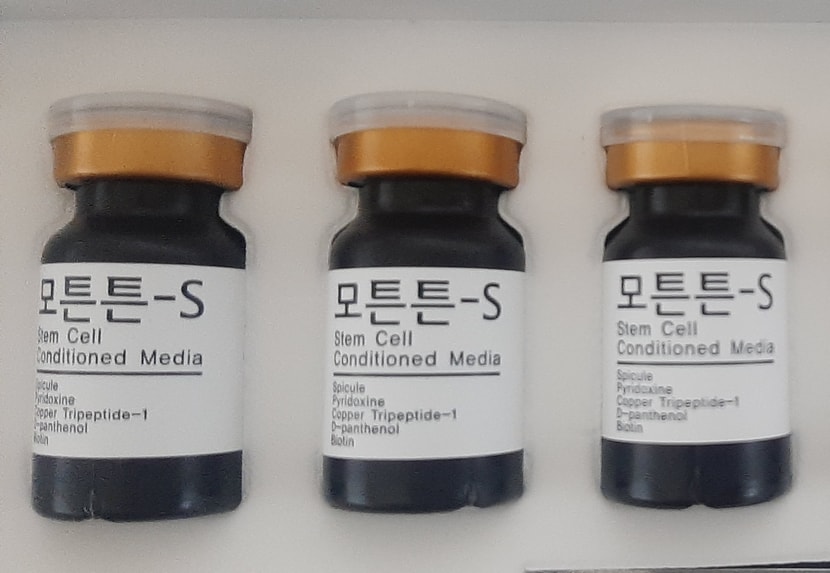 모튼튼-S
Stem Cell
Conditioned Media
Spicule
Pyridoxine
Copper Tripeptide-1
D-panthenol
Biotin
모튼튼-S
Stem Cell
Conditioned Media
Spicule
Pyridoxine
Copper Tripeptide-1
D-panthenol
Biotin
모튼튼-S
Stem Cell
Conditioned Media
Spicule
Pyridoxine
Copper Tripeptide-1
D-panthenol
Biotin